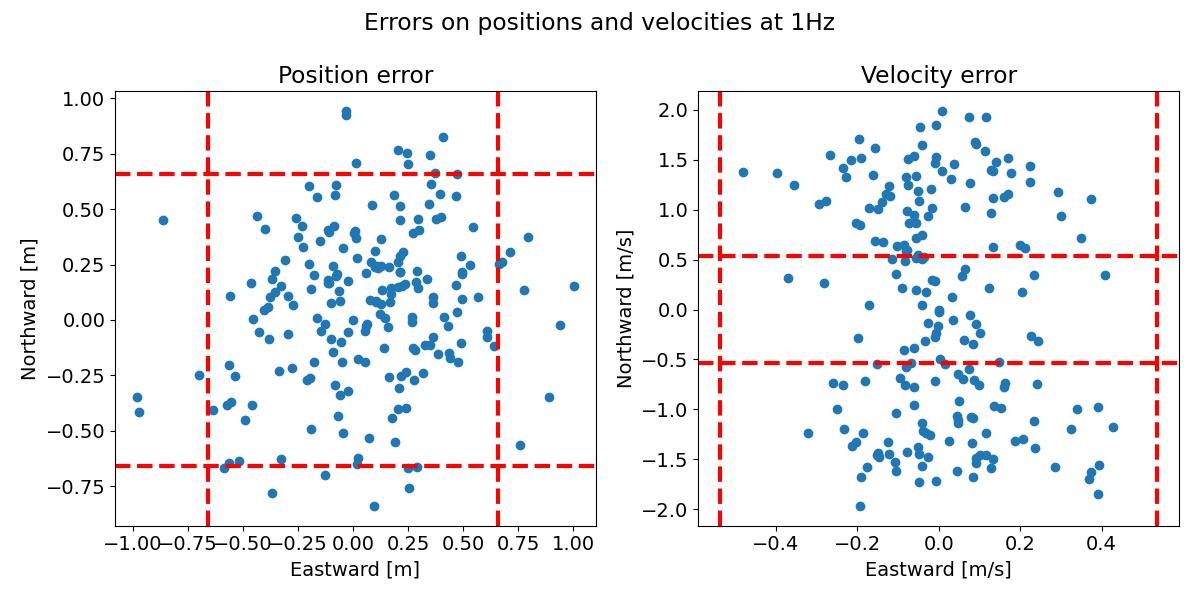 Errors on positions and velocities at 1Hz
Position error
Velocity error
Northward [m]
1.00
0.75
0.50
0.25
0.00
−0.25
−0.50
−0.75
−1.00 −0.75 −0.50 −0.25 0.00 0.25 0.50 0.75 1.00
Eastward [m]
Northward [m/s]
2.0
1.5
1.0
0.5
0.0
−0.5
−1.0
−1.5
−2.0
−0.4 −0.2 0.0 0.2 0.4
Eastward [m/s]